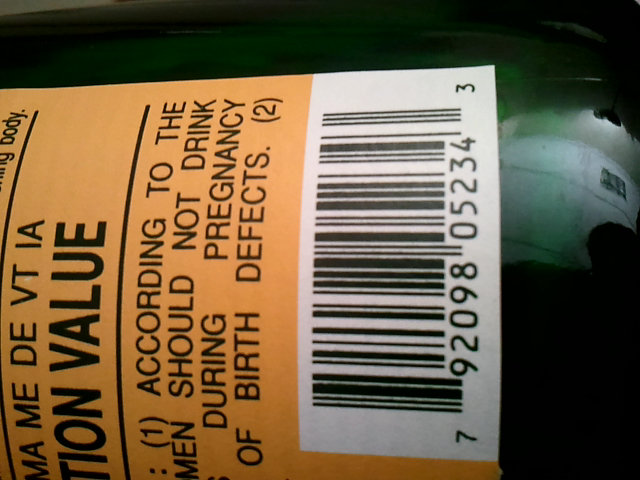 ning body.
MA ME DE VT IA
TION VALUE
: (1) ACCORDING TO THE
MEN SHOULD NOT DRINK
DURING PREGNANCY
OF BIRTH DEFECTS. (2)
7 92098 05234 3